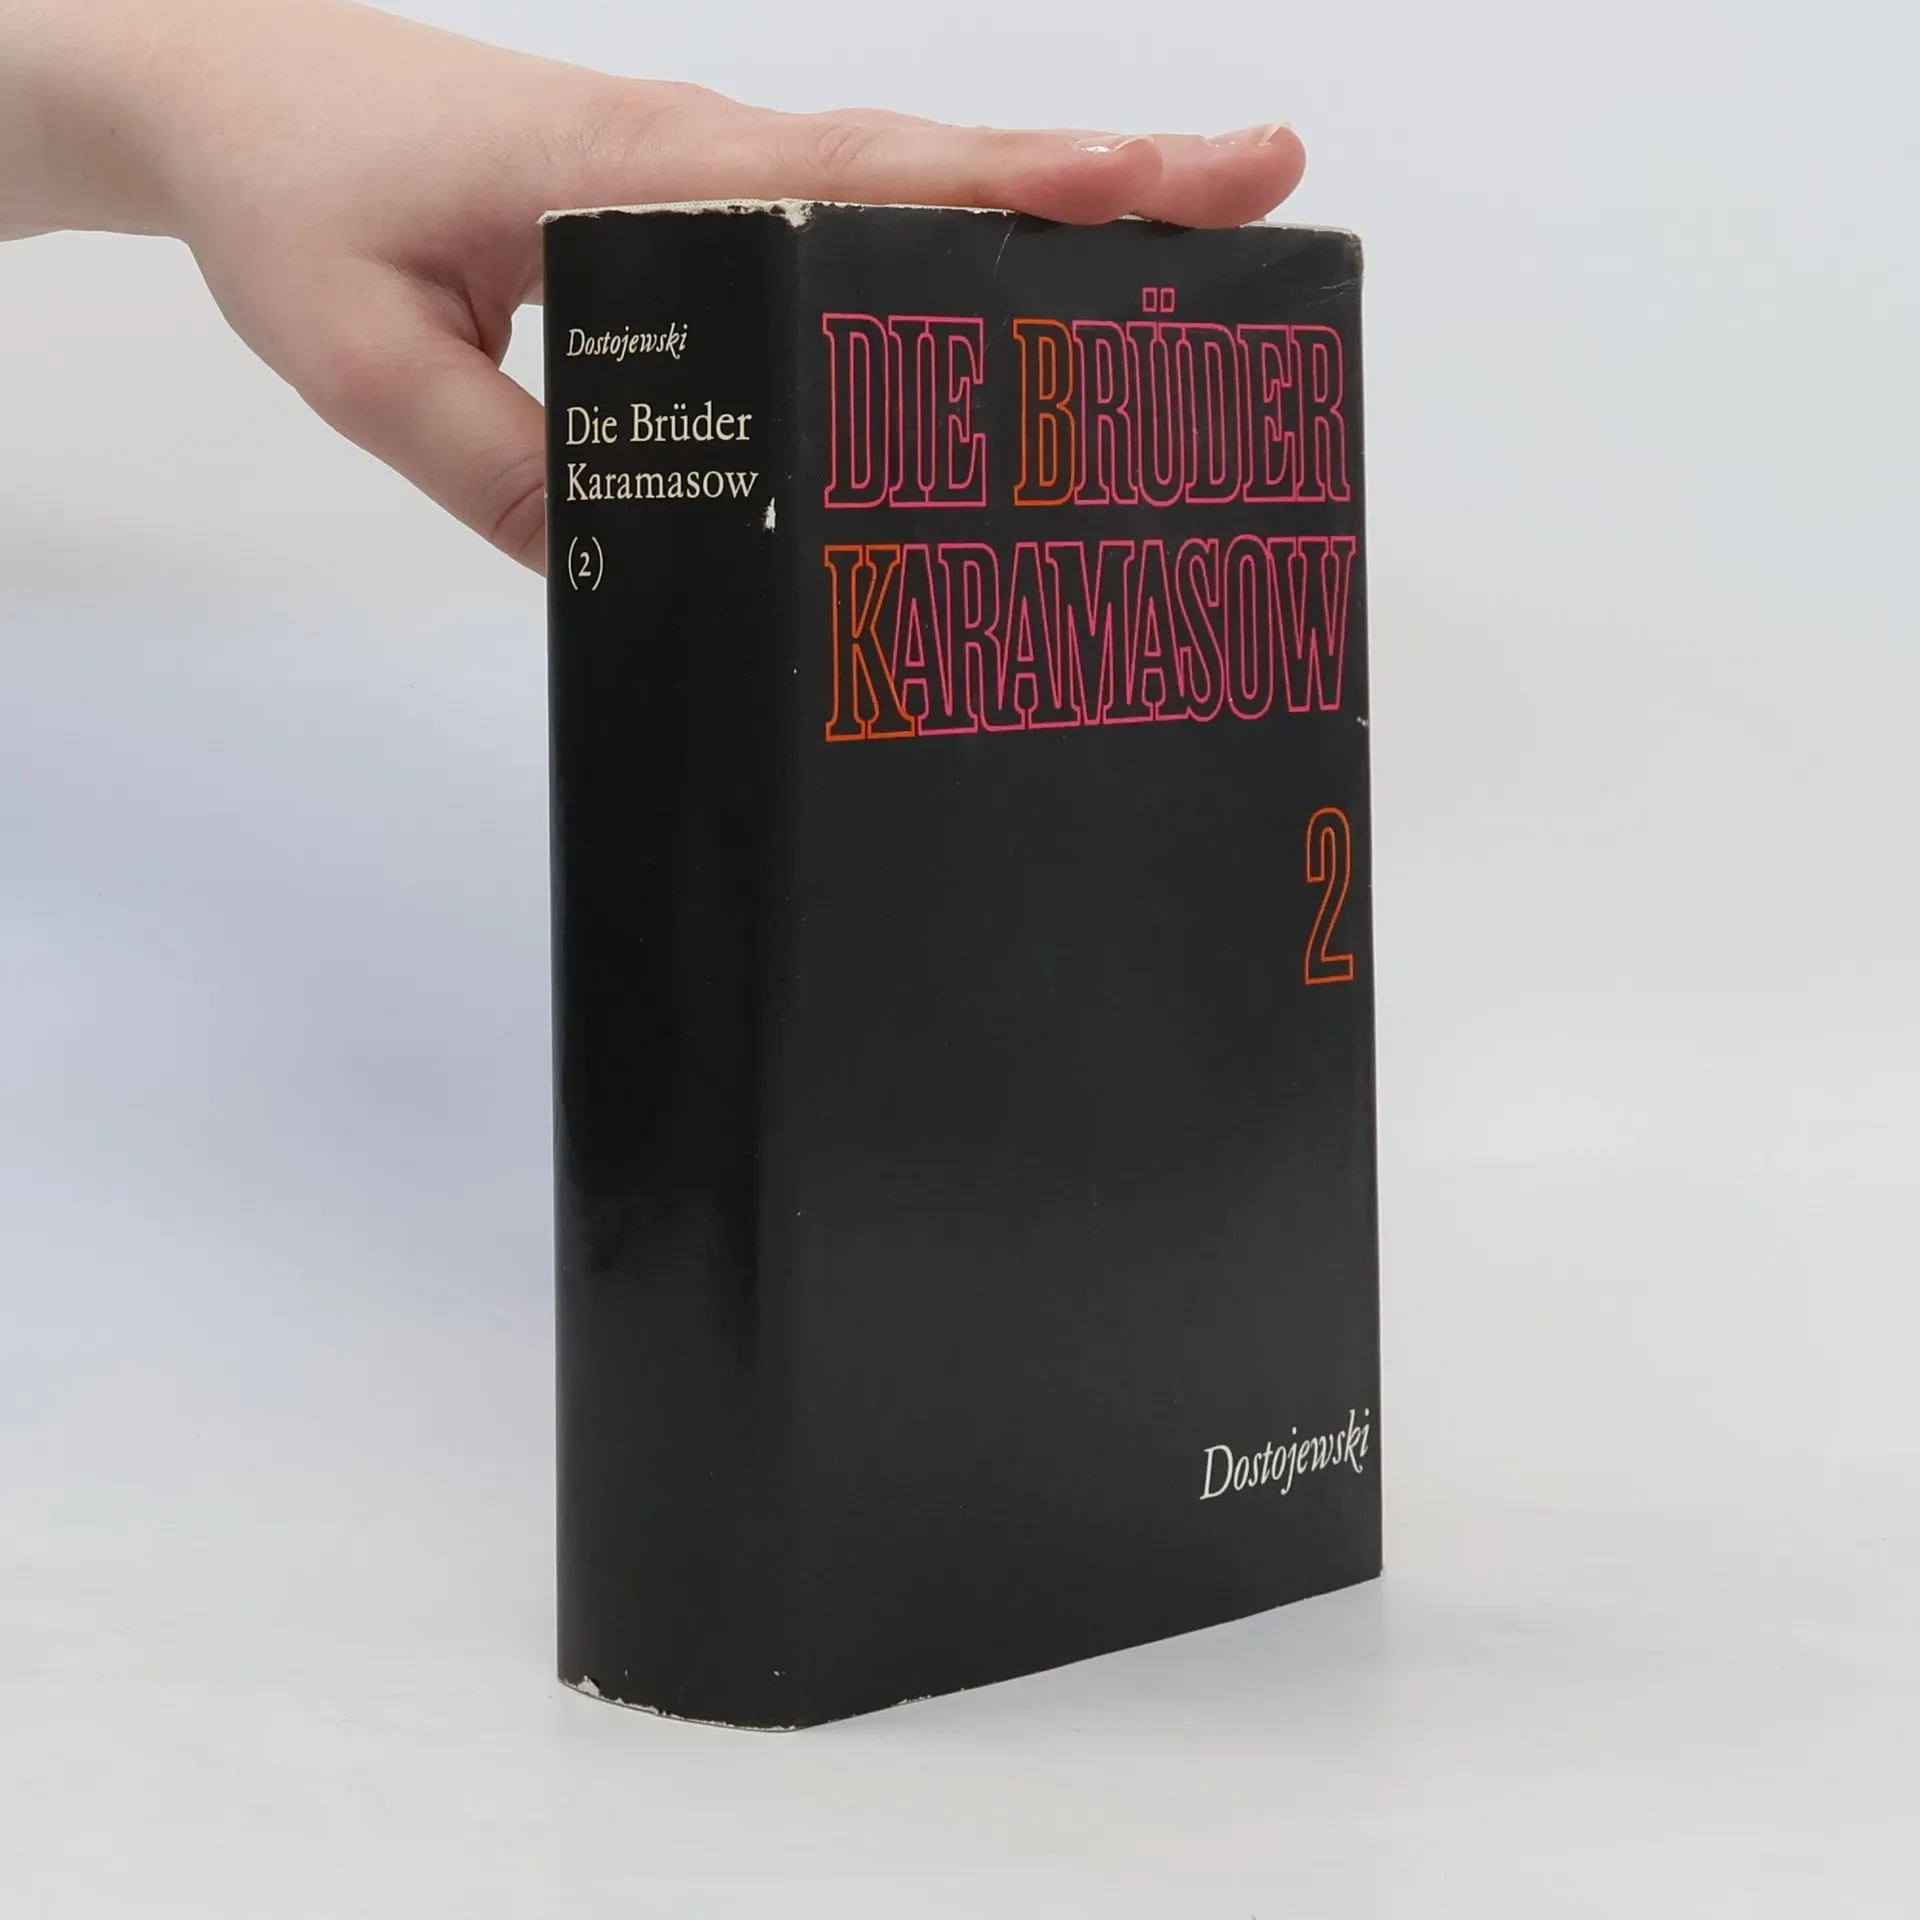 Dostojewski
Die Brüder
Karamasow
(2)
DIE BRÜDER
KARAMASOW
2
Dostojewski